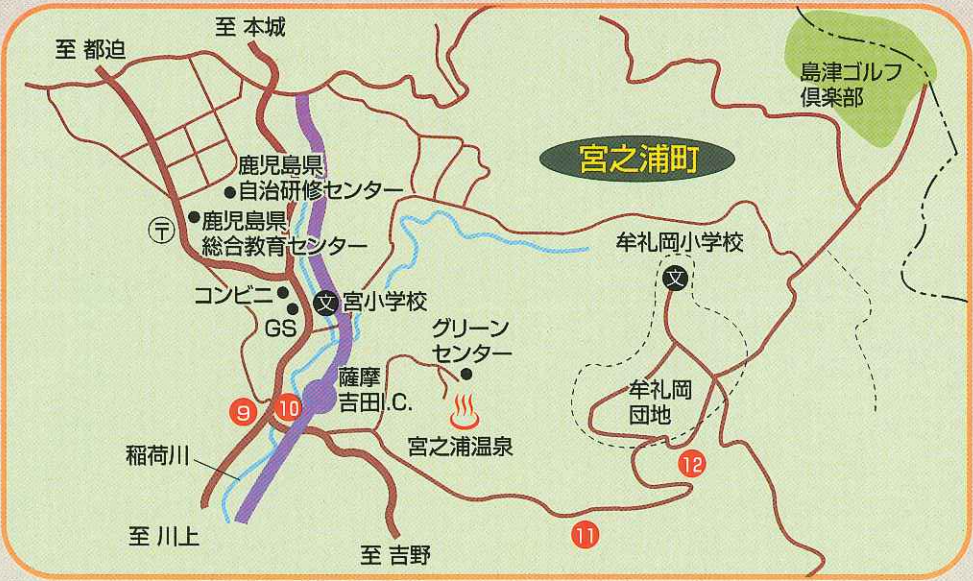 至 本城
至 都迫
島津ゴルフ
倶楽部
宮之浦町
鹿児島県
自治研修センター
鹿児島県
総合教育センター
〒
牟礼岡小学校
文
コンビニ
文 宮小学校
GS
グリーン
センター
薩摩
吉田I.C.
牟礼岡
団地
9
10
宮之浦温泉
稲荷川
12
11
至 川上
至 吉野